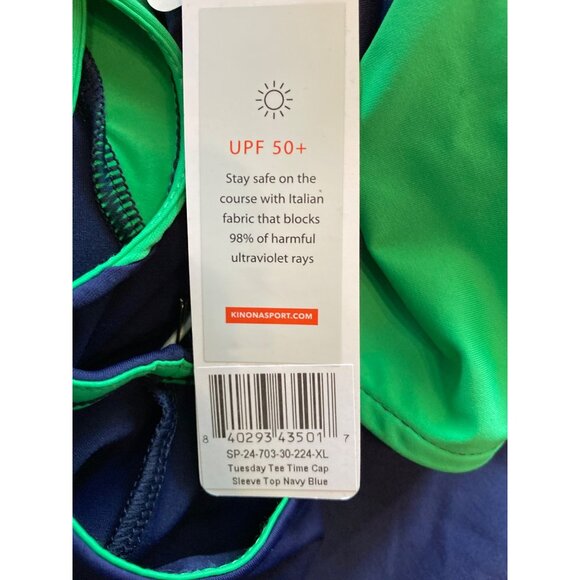 UPF 50+
Stay safe on the
course with Italian
fabric that blocks
98% of harmful
ultraviolet rays
KINONASPORT.COM
8 40293 43501 7
SP-24-703-30-224-XL
Tuesday Tee Time Cap
Sleeve Top Navy Blue